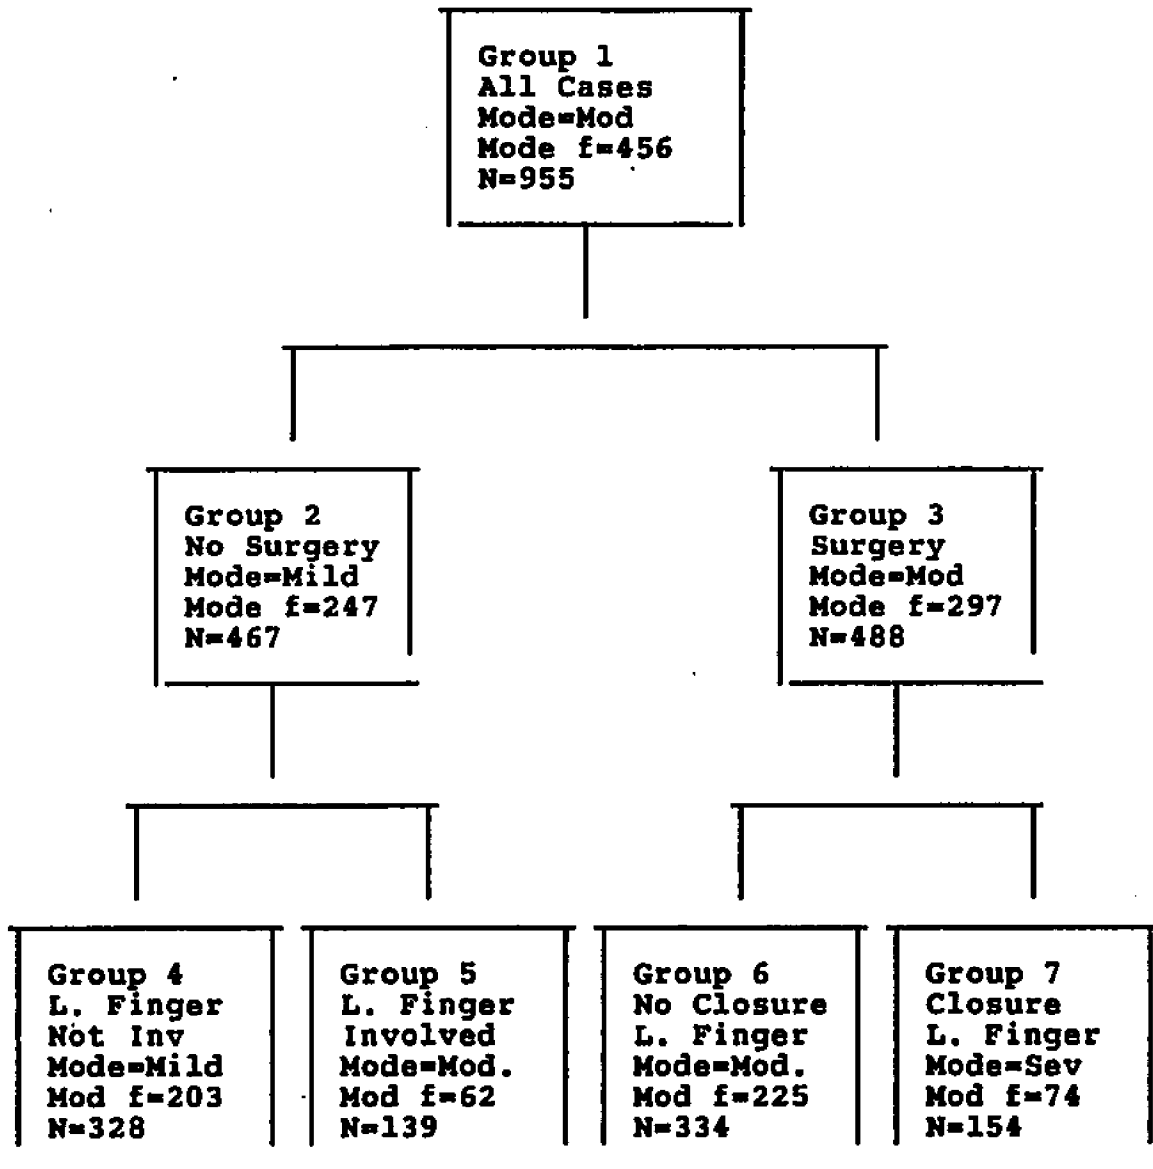 Group 1
All Cases
Mode=Mod
Mode f=456
N=955
Group 2
No Surgery
Mode=Mild
Mode f=247
N=467
Group 3
Surgery
Mode=Mod
Mode f=297
N=488
Group 4
L. Finger
Not Inv
Mode=Mild
Mod f=203
N=328
Group 5
L. Finger
Involved
Mode=Mod.
Mod f=62
N=139
Group 6
No Closure
L. Finger
Mode=Mod.
Mod f=225
N=334
Group 7
Closure
L. Finger
Mode=Sev
Mod f=74
N=154